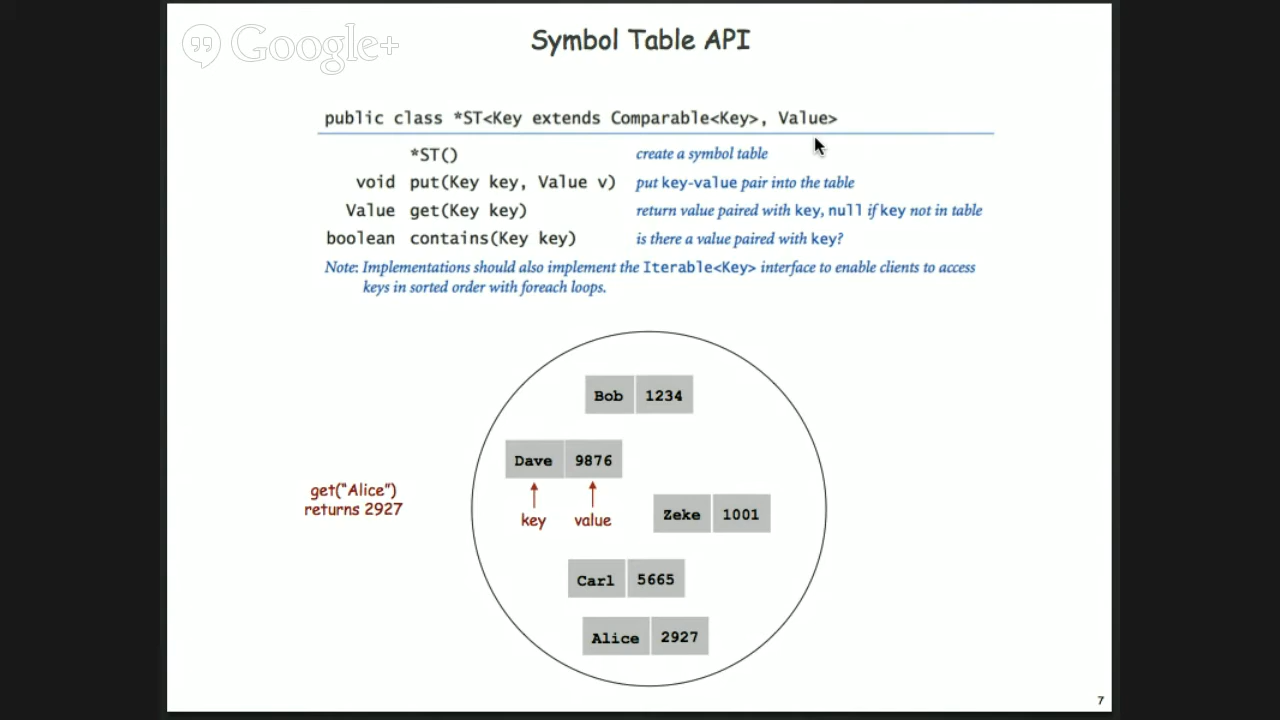 Google+
Symbol Table API
public class *ST<Key extends Comparable<Key>, Value>
*ST() create a symbol table
void put(Key key, Value v) put key-value pair into the table
Value get(Key key) return value paired with key, null if key not in table
boolean contains(Key key) is there a value paired with key?
Note: Implementations should also implement the Iterable<Key> interface to enable clients to access
keys in sorted order with foreach loops.
Bob 1234
Dave 9876
get("Alice")
returns 2927
key value
Zeke 1001
Carl 5665
Alice 2927
7